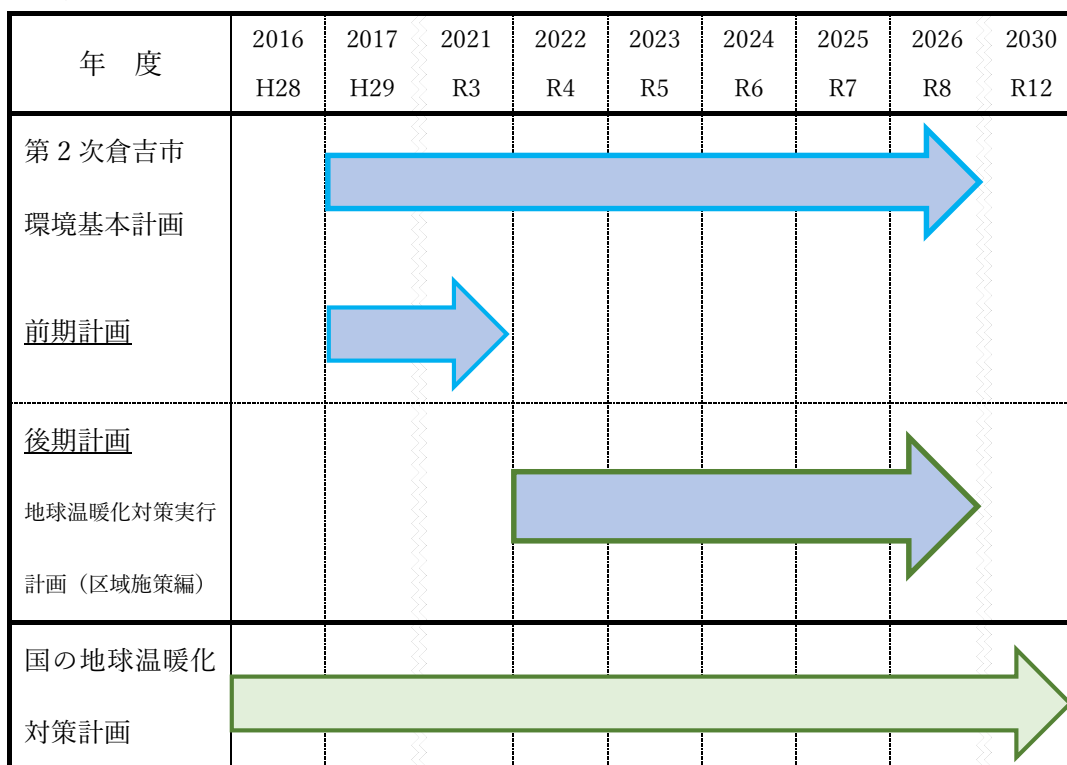 年 度 2016 2017 2021 2022 2023 2024 2025 2026 2030
H28 H29 R3 R4 R5 R6 R7 R8 R12
第2次倉吉市
環境基本計画
前期計画
後期計画
地球温暖化対策実行
計画（区域施策編）
国の地球温暖化
対策計画